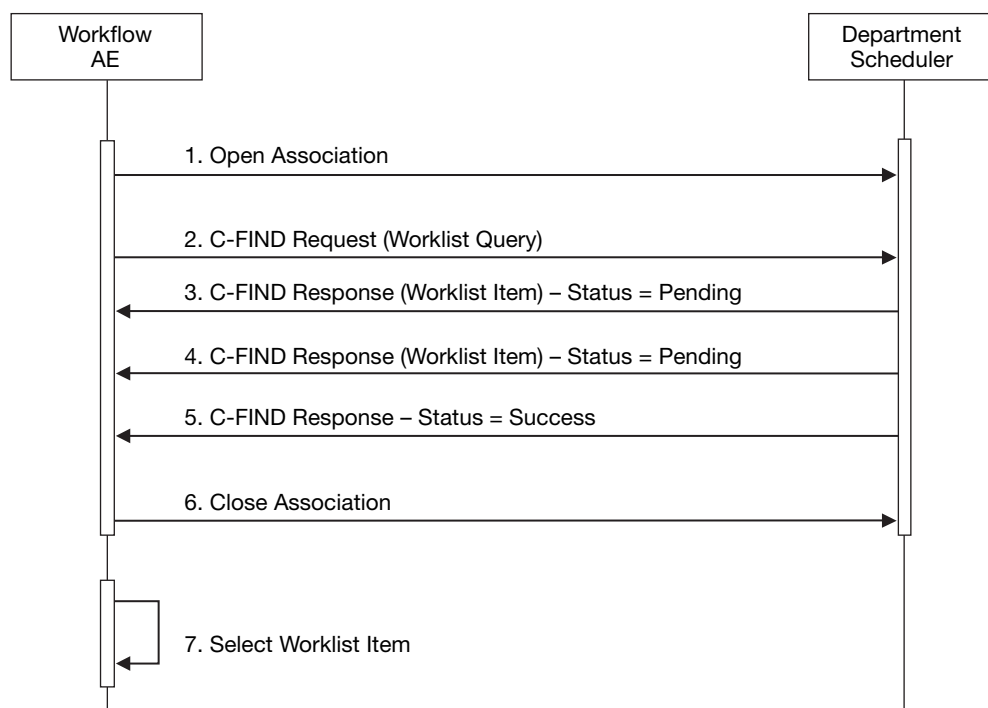 Workflow
AE
Department
Scheduler
1. Open Association
2. C-FIND Request (Worklist Query)
3. C-FIND Response (Worklist Item) – Status = Pending
4. C-FIND Response (Worklist Item) – Status = Pending
5. C-FIND Response – Status = Success
6. Close Association
7. Select Worklist Item